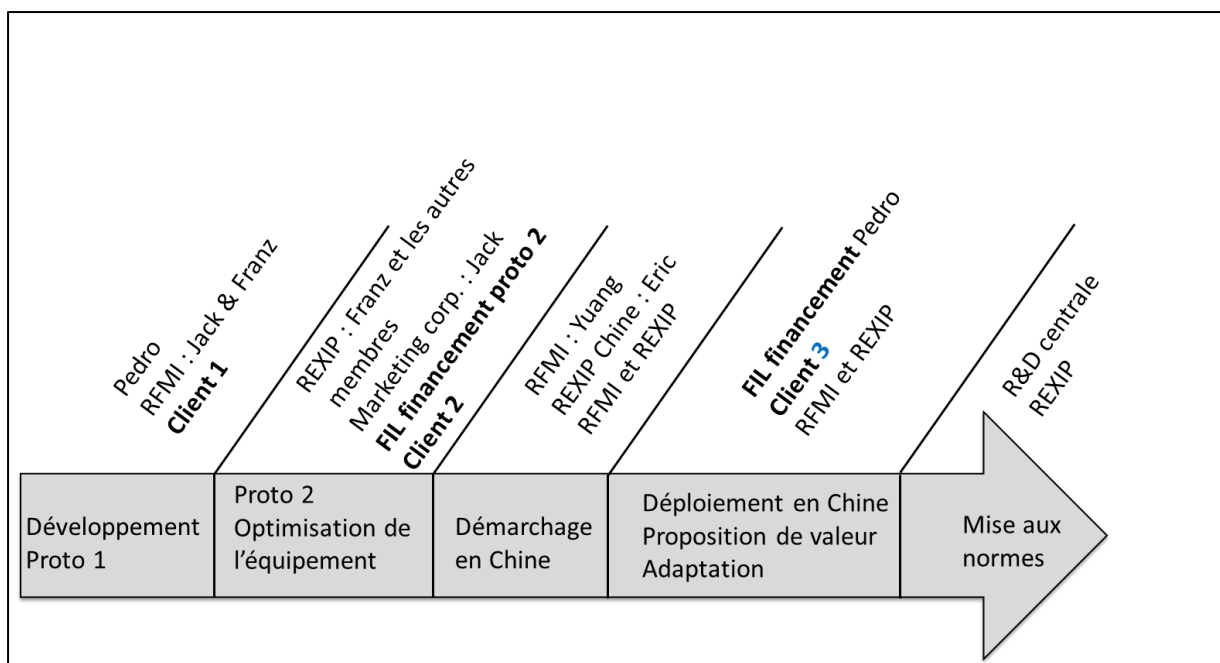 Pedro
RFMI : Jack & Franz
Client 1
REXIP : Franz et les autres
membres
Marketing corp. : Jack
FIL financement proto 2
Client 2
RFMI : Yuang
REXIP Chine : Eric
RFMI et REXIP
FIL financement Pedro
Client 3
RFMI et REXIP
R&D centrale
REXIP
Développement
Proto 1
Proto 2
Optimisation de
l’équipement
Démarchage
en Chine
Déploiement en Chine
Proposition de valeur
Adaptation
Mise aux
normes